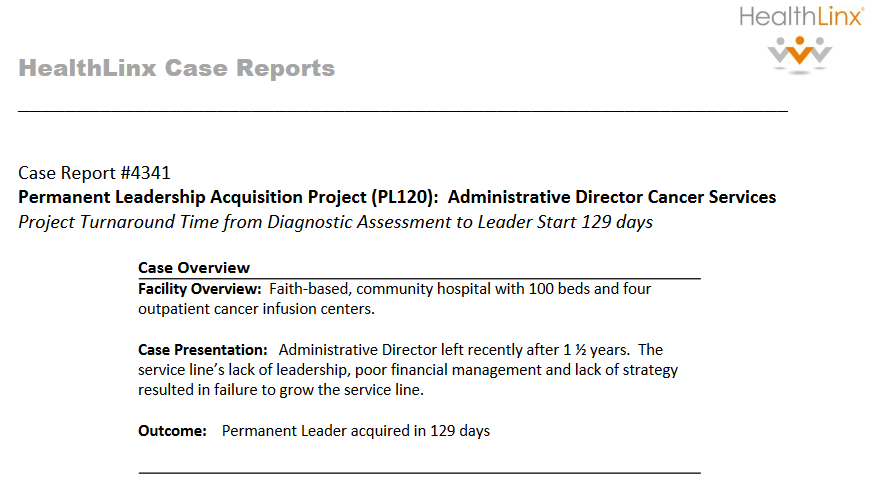 HealthLinx®
HealthLinx Case Reports
Case Report #4341
Permanent Leadership Acquisition Project (PL120):  Administrative Director Cancer Services
Project Turnaround Time from Diagnostic Assessment to Leader Start 129 days
Case Overview
Facility Overview:  Faith-based, community hospital with 100 beds and four
outpatient cancer infusion centers.
Case Presentation:   Administrative Director left recently after 1 ½ years.  The
service line’s lack of leadership, poor financial management and lack of strategy
resulted in failure to grow the service line.
Outcome:    Permanent Leader acquired in 129 days